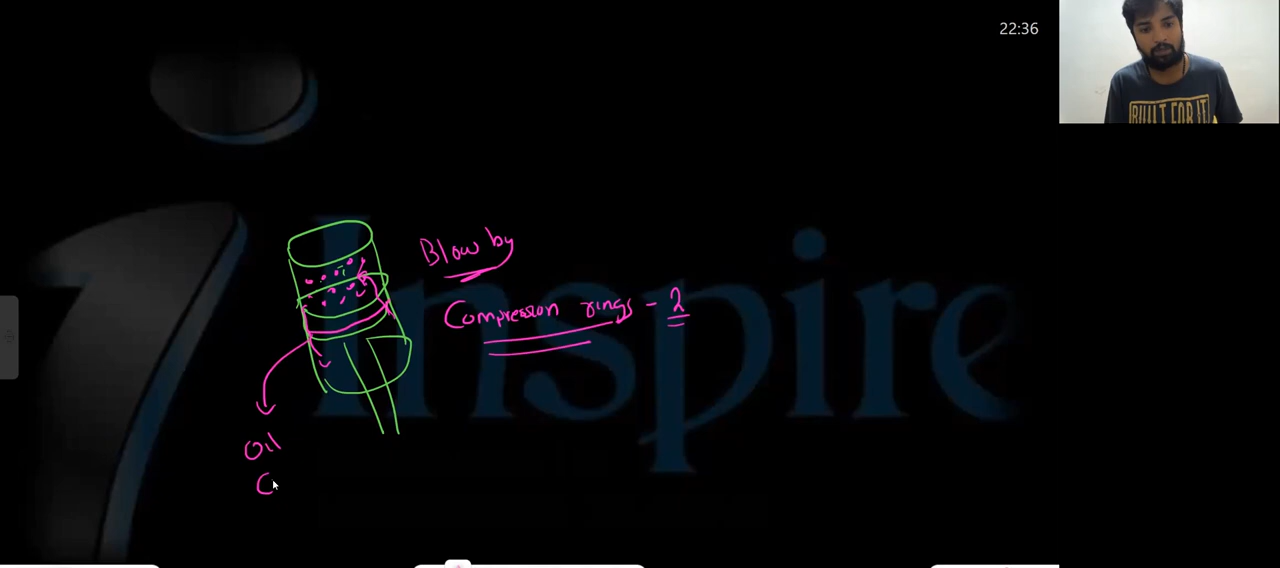 22:36
BUILT FOR IT
Blow by
Compression rings - 2
Inspire
Oil
C